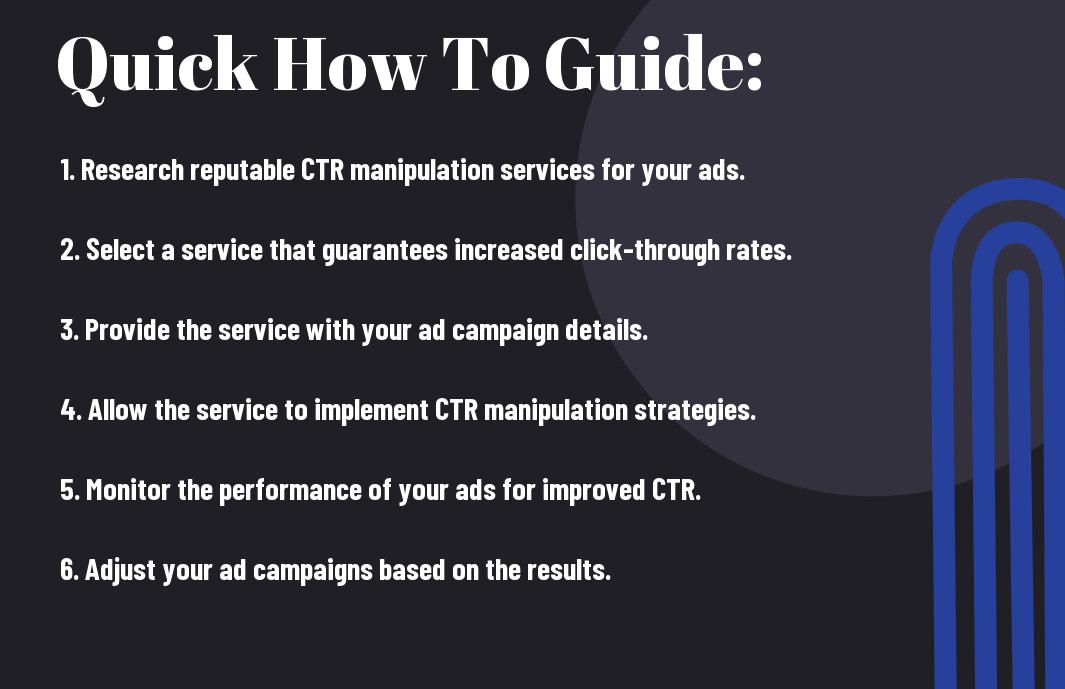 Quick How To Guide:
1. Research reputable CTR manipulation services for your ads.
2. Select a service that guarantees increased click-through rates.
3. Provide the service with your ad campaign details.
4. Allow the service to implement CTR manipulation strategies.
5. Monitor the performance of your ads for improved CTR.
6. Adjust your ad campaigns based on the results.